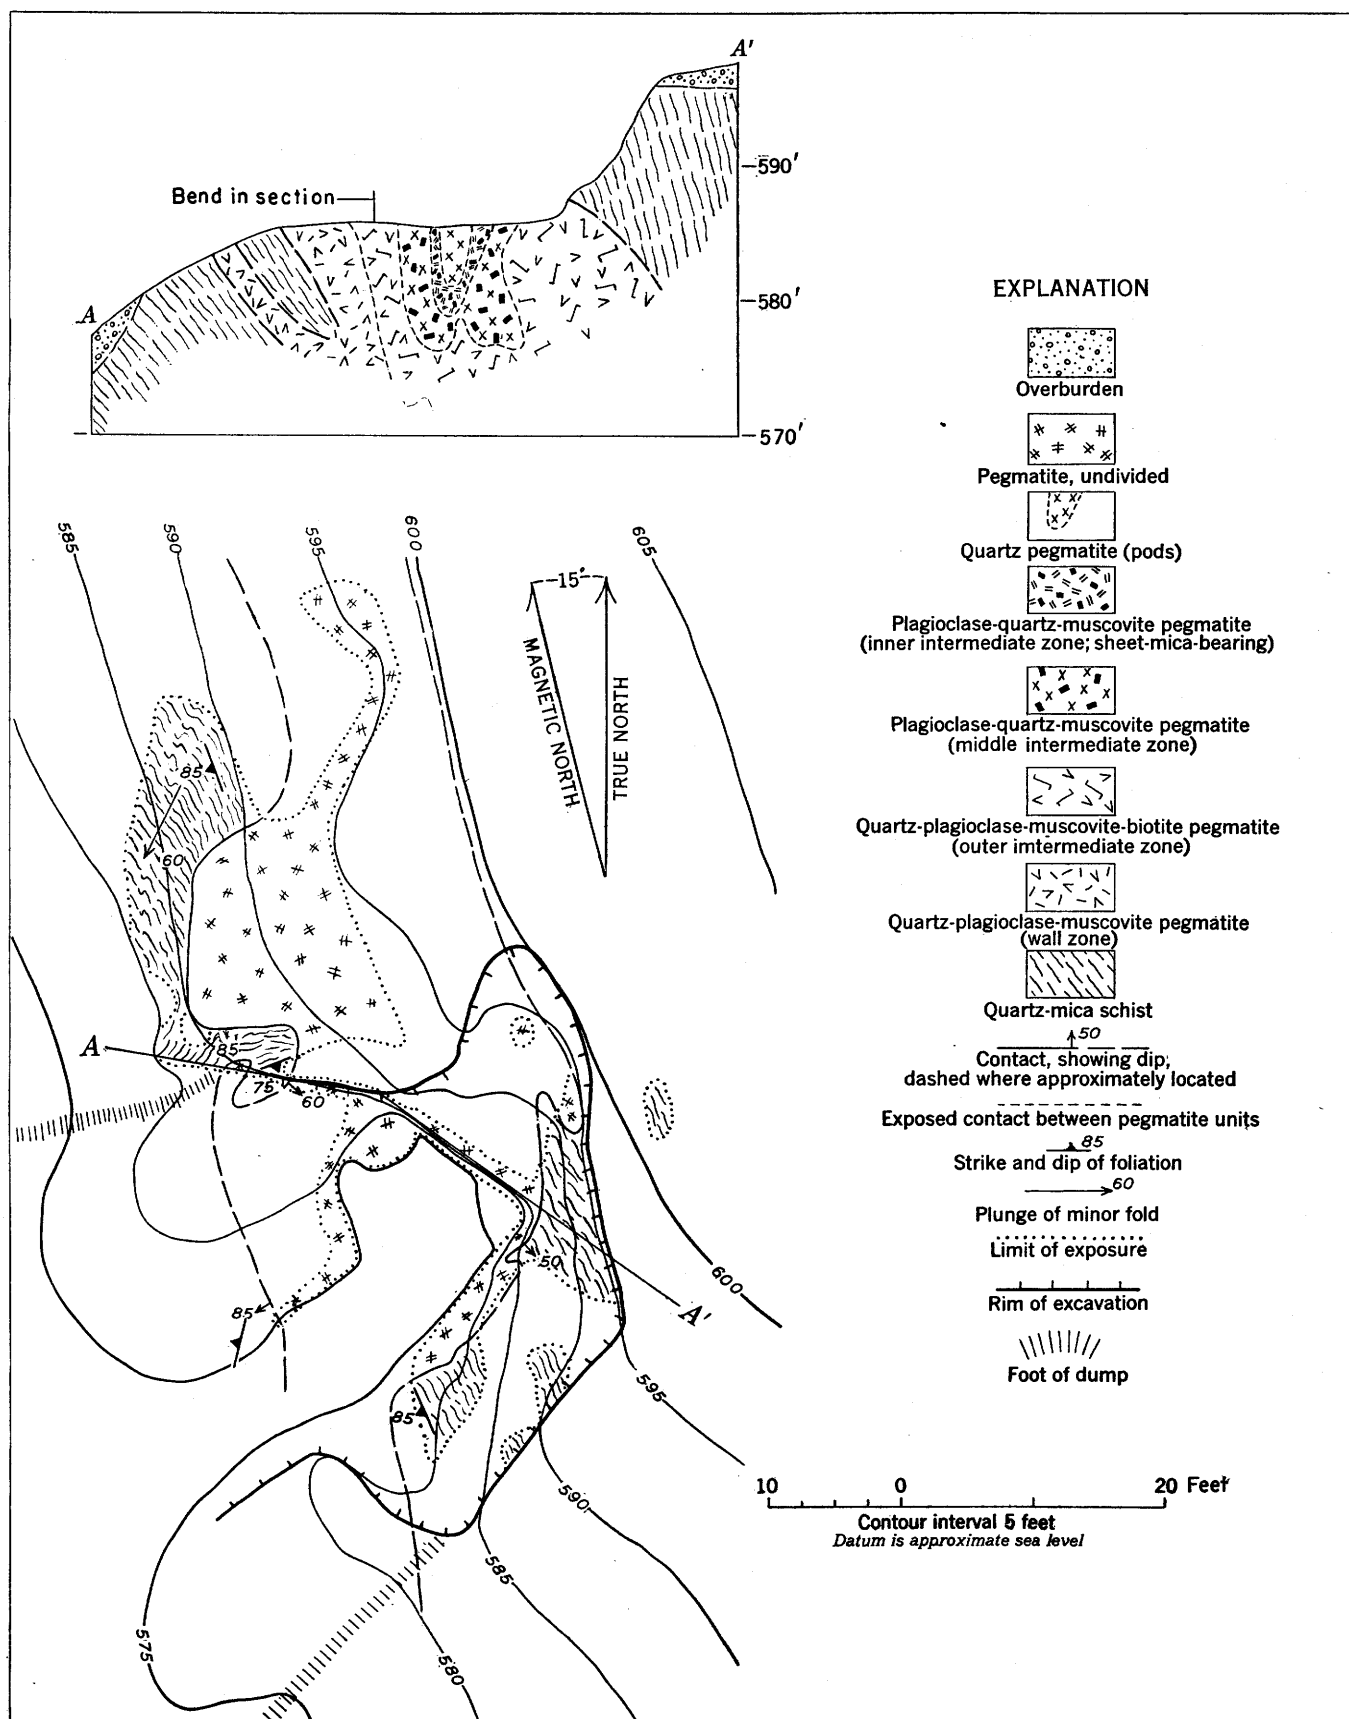 A'
590'
Bend in section
580'
A
570'
EXPLANATION
Overburden
Pegmatite, undivided
Quartz pegmatite (pods)
Plagioclase-quartz-muscovite pegmatite
(inner intermediate zone; sheet-mica-bearing)
Plagioclase-quartz-muscovite pegmatite
(middle intermediate zone)
Quartz-plagioclase-muscovite-biotite pegmatite
(outer imtermediate zone)
Quartz-plagioclase-muscovite pegmatite
(wall zone)
Quartz-mica schist
50
Contact, showing dip;
dashed where approximately located
Exposed contact between pegmatite units
85
Strike and dip of foliation
60
Plunge of minor fold
Limit of exposure
Rim of excavation
Foot of dump
585
590
595
600
605
15°
MAGNETIC NORTH
TRUE NORTH
85
60
A
85
75
60
50
85
A'
600
85
595
590
585
580
575
10 0 20 Feet
Contour interval 5 feet
Datum is approximate sea level